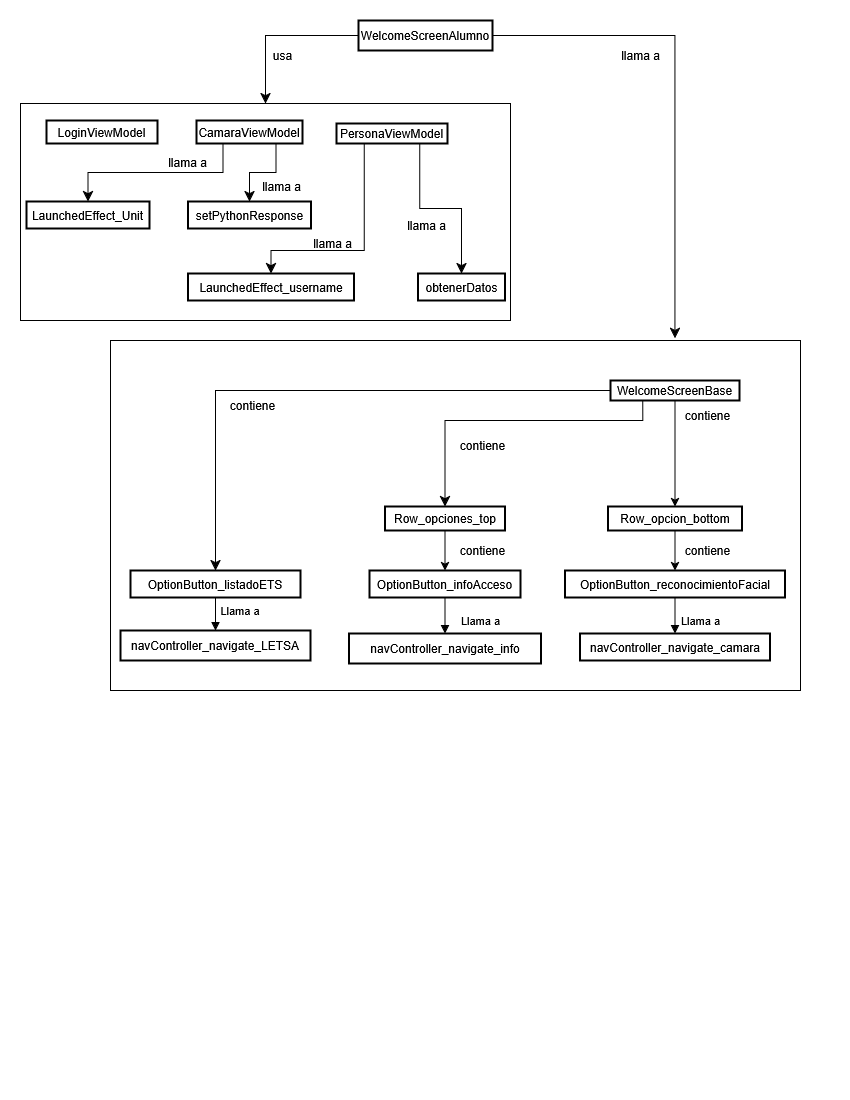 WelcomeScreenAlumno
usa
llama a
LoginViewModel
CamaraViewModel
PersonaViewModel
llama a
llama a
LaunchedEffect_Unit
setPythonResponse
llama a
llama a
LaunchedEffect_username
obtenerDatos
WelcomeScreenBase
contiene
contiene
contiene
Row_opciones_top
Row_opcion_bottom
contiene
contiene
OptionButton_listadoETS
OptionButton_infoAcceso
OptionButton_reconocimientoFacial
Llama a
Llama a
Llama a
navController_navigate_LETSA
navController_navigate_info
navController_navigate_camara